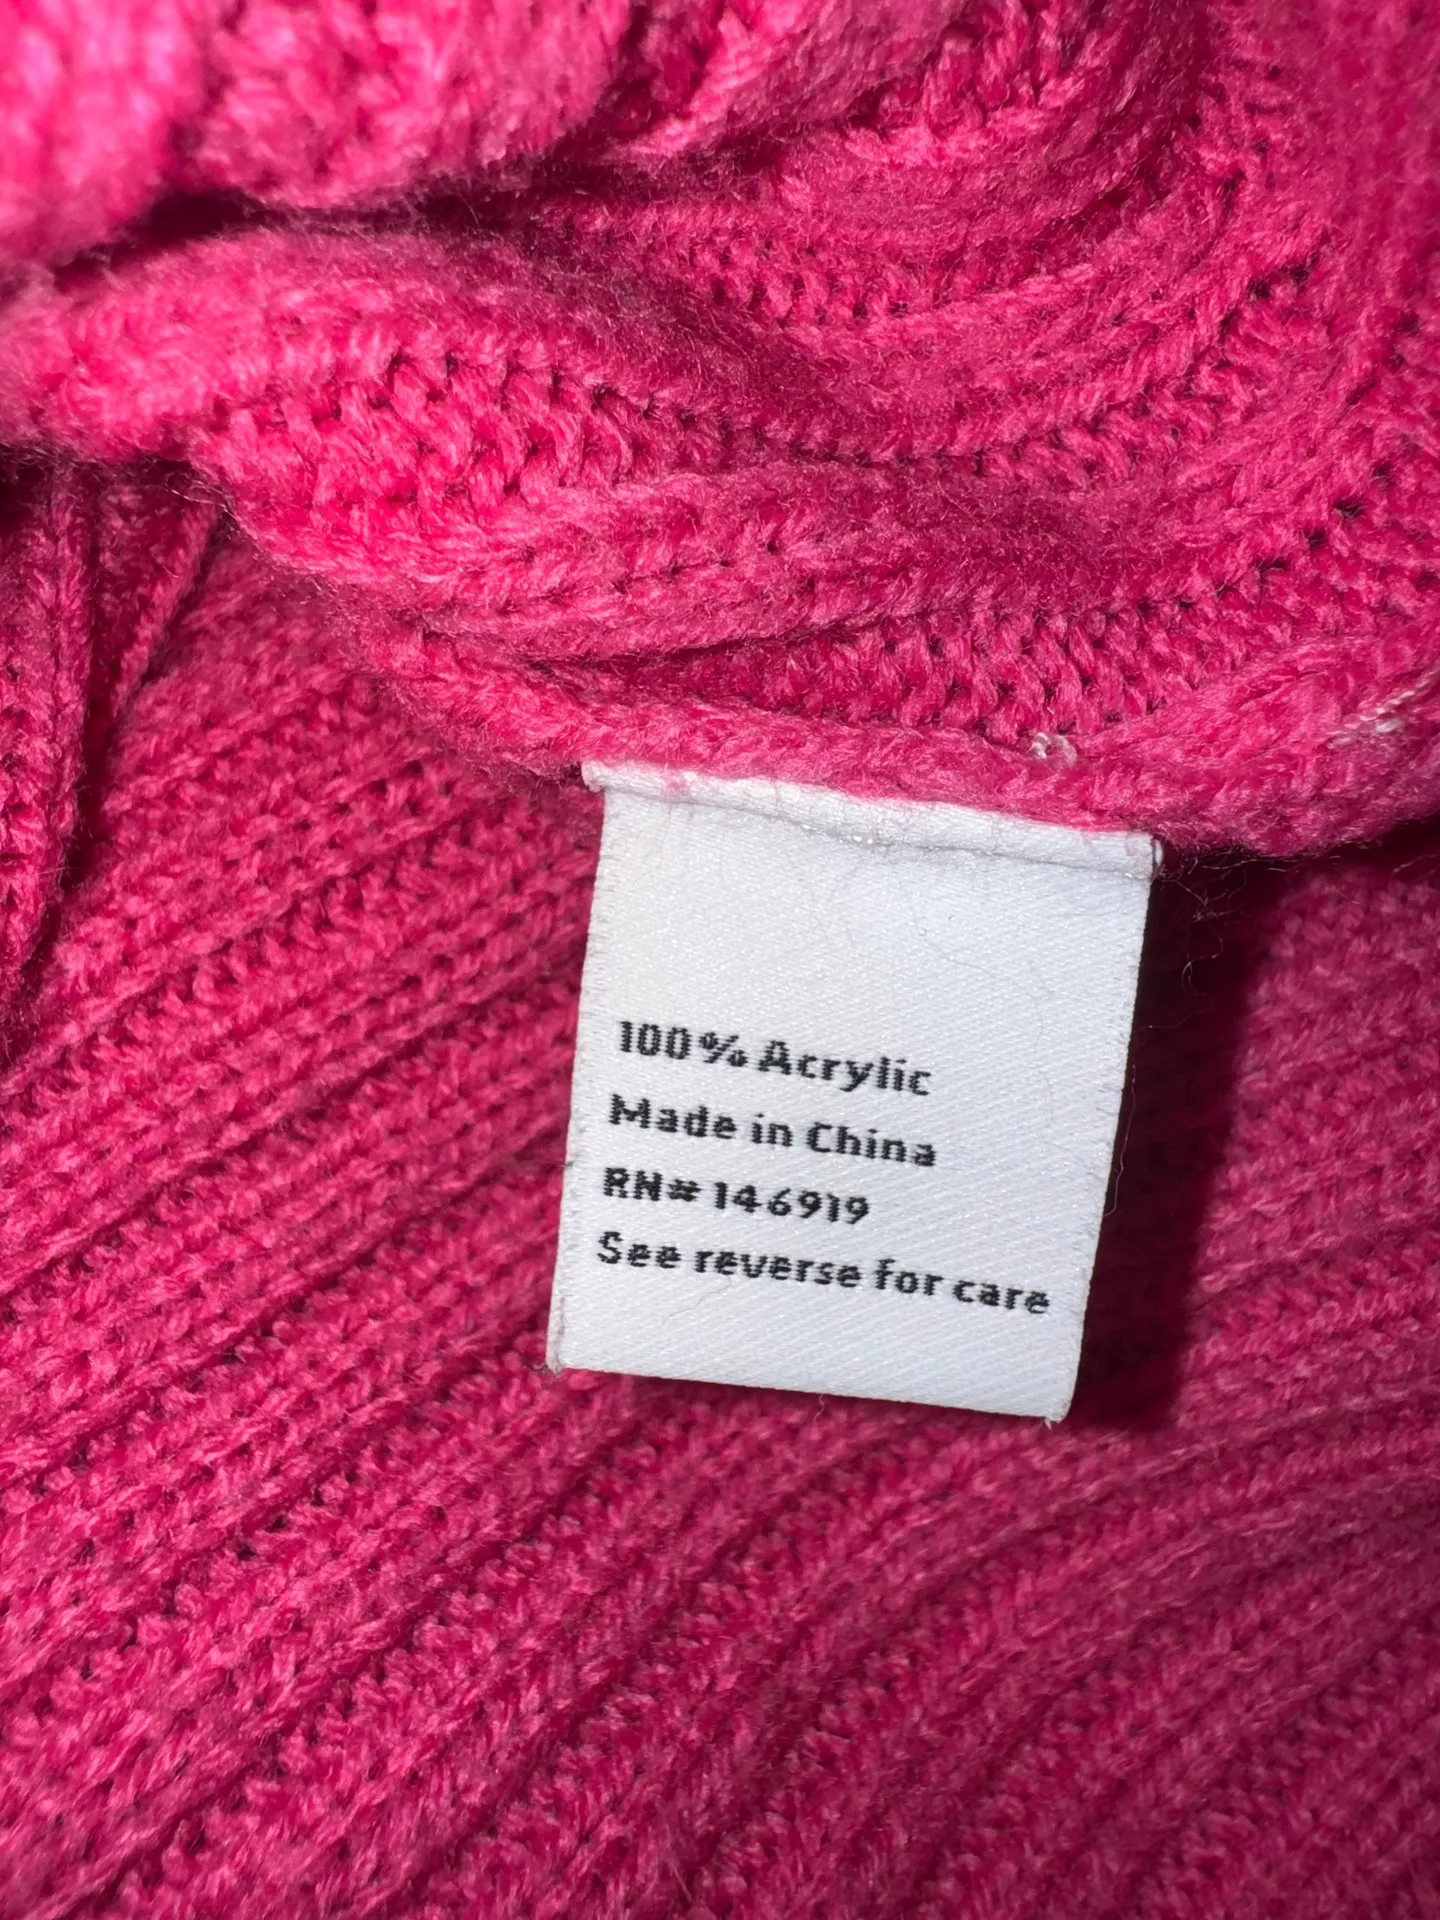 100% Acrylic
Made in China
RN# 146919
See reverse for care